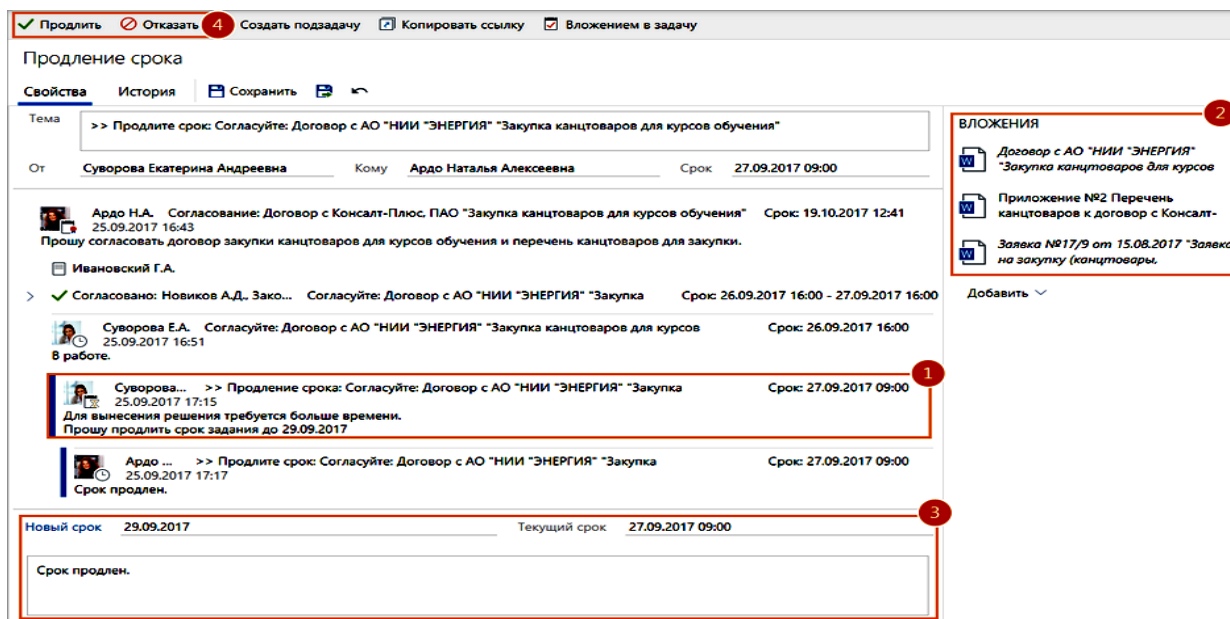 Продлить Отказать 4 Создать подзадачу Копировать ссылку Вложением в задачу
Продление срока
Свойства История Сохранить
Тема >> Продлите срок: Согласуйте: Договор с АО "НИИ "ЭНЕРГИЯ" "Закупка канцтоваров для курсов обучения"
От Суворова Екатерина Андреевна Кому Ардо Наталья Алексеевна Срок 27.09.2017 09:00
Ардо Н.А. Согласование: Договор с Консалт-Плюс, ПАО "Закупка канцтоваров для курсов обучения" Срок: 19.10.2017 12:41
25.09.2017 16:43
Прошу согласовать договор закупки канцтоваров для курсов обучения и перечень канцтоваров для закупки.
Ивановский Г.А.
Согласовано: Новиков А.Д., Зако... Согласуйте: Договор с АО "НИИ "ЭНЕРГИЯ" "Закупка Срок: 26.09.2017 16:00 - 27.09.2017 16:00
Суворова Е.А. Согласуйте: Договор с АО "НИИ "ЭНЕРГИЯ" "Закупка канцтоваров для курсов Срок: 26.09.2017 16:00
25.09.2017 16:51
В работе.
1
Суворова... >> Продление срока: Согласуйте: Договор с АО "НИИ "ЭНЕРГИЯ" "Закупка Срок: 27.09.2017 09:00
25.09.2017 17:15
Для вынесения решения требуется больше времени.
Прошу продлить срок задания до 29.09.2017
Ардо ... >> Продлите срок: Согласуйте: Договор с АО "НИИ "ЭНЕРГИЯ" "Закупка Срок: 27.09.2017 09:00
25.09.2017 17:17
Срок продлен.
3
Новый срок 29.09.2017 Текущий срок 27.09.2017 09:00
Срок продлен.
2
ВЛОЖЕНИЯ
Договор с АО "НИИ "ЭНЕРГИЯ"
"Закупка канцтоваров для курсов
Приложение №2 Перечень
канцтоваров к договор с Консалт-
Заявка №17/9 от 15.08.2017 "Заявка
на закупку (канцтовары,
Добавить